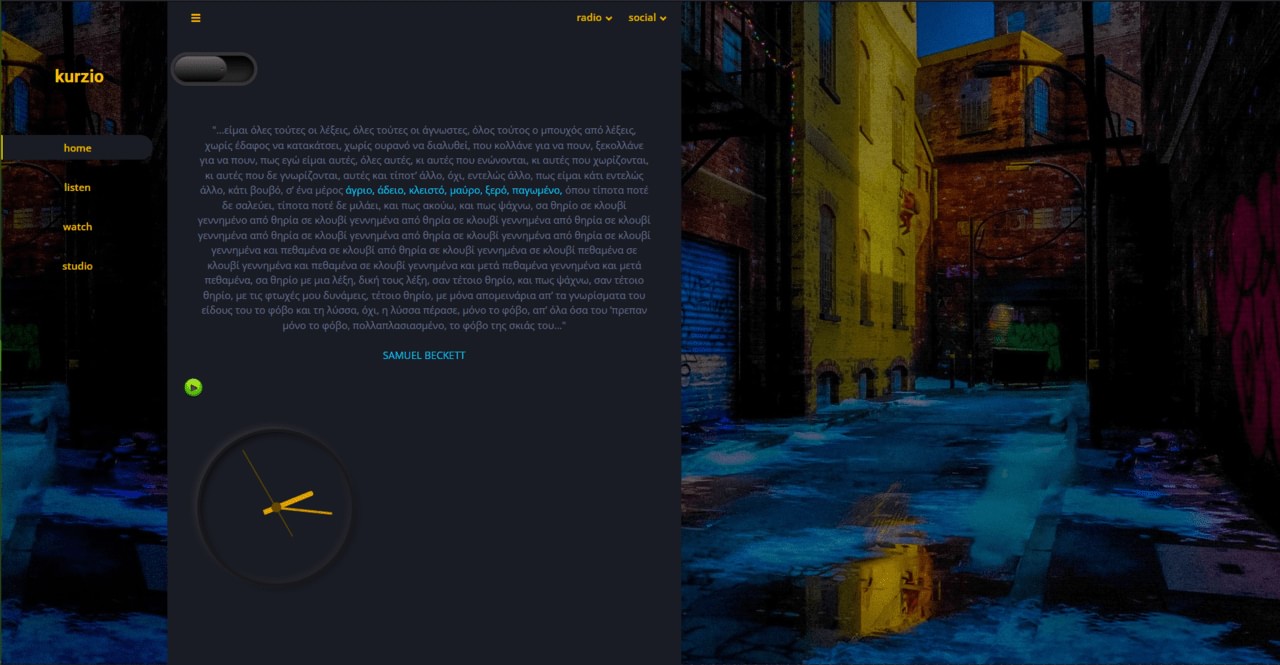 radio
social
kurzio
home
listen
watch
studio
"...είμαι όλες τούτες οι λέξεις, όλες τούτες οι άγνωστες, όλος τούτος ο μπουχός από λέξεις,
χωρίς έδαφος να κατακάτσει, χωρίς ουρανό να διαλυθεί, που κολλάνε για να πουν, ξεκολλάνε
για να πουν, πως εγώ είμαι αυτές, όλες αυτές, κι αυτές που ενώνονται, κι αυτές που χωρίζονται,
κι αυτές που δε γνωρίζονται, αυτές και τίποτ' άλλο, όχι, εντελώς άλλο, πως είμαι κάτι εντελώς
άλλο, κάτι βουβό, σ' ένα μέρος άγριο, άδειο, κλειστό, μαύρο, ξερό, παγωμένο, όπου τίποτα ποτέ
δε σαλεύει, τίποτα ποτέ δε μιλάει, και πως ακούω, και πως ψάχνω, σα θηρίο σε κλουβί
γεννημένο από θηρία σε κλουβί γεννημένα από θηρία σε κλουβί γεννημένα από θηρία σε κλουβί
γεννημένα από θηρία σε κλουβί γεννημένα από θηρία σε κλουβί γεννημένα από θηρία σε κλουβί
γεννημένα και πεθαμένα σε κλουβί από θηρία σε κλουβί γεννημένα σε κλουβί πεθαμένα σε
κλουβί γεννημένα και πεθαμένα σε κλουβί γεννημένα και μετά πεθαμένα γεννημένα και μετά
πεθαμένα, σα θηρίο με μια λέξη, δική τους λέξη, σαν τέτοιο θηρίο, και πως ψάχνω, σαν τέτοιο
θηρίο, με τις φτωχές μου δυνάμεις, τέτοιο θηρίο, με μόνα απομεινάρια απ' τα γνωρίσματα του
είδους του το φόβο και τη λύσσα, όχι, η λύσσα πέρασε, μόνο το φόβο, απ' όλα όσα του 'πρεπαν
μόνο το φόβο, πολλαπλασιασμένο, το φόβο της σκιάς του..."
SAMUEL BECKETT